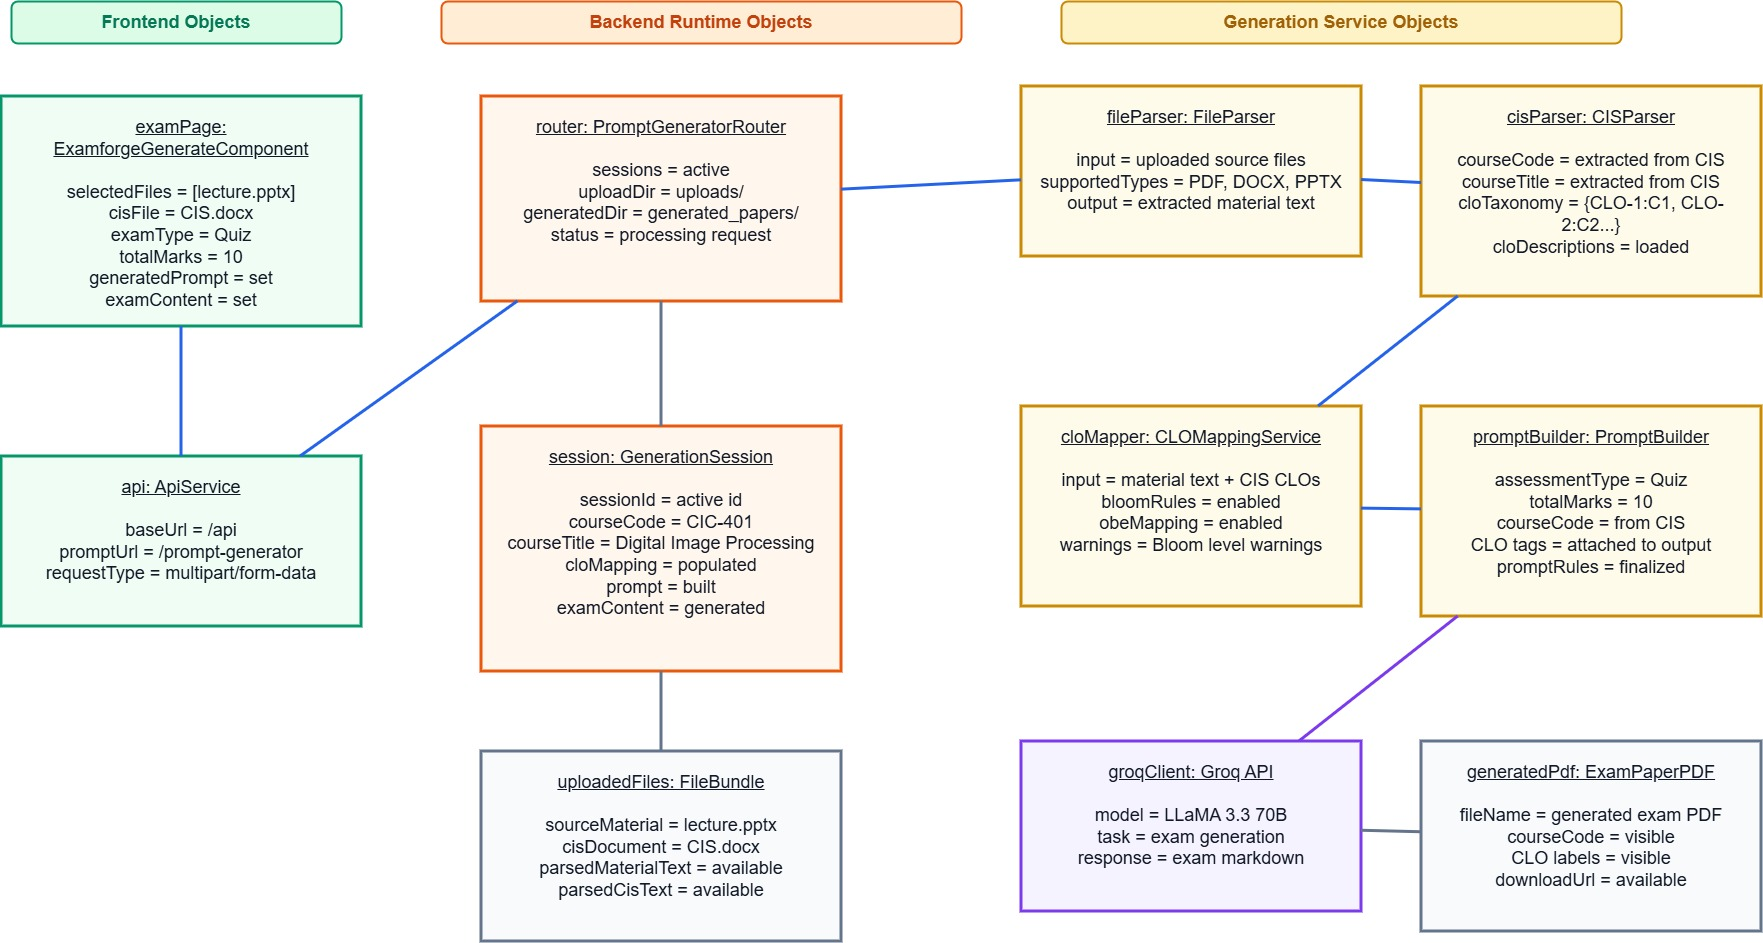 Frontend Objects
Backend Runtime Objects
Generation Service Objects
examPage:
ExamforgeGenerateComponent
selectedFiles = [lecture.pptx]
cisFile = CIS.docx
examType = Quiz
totalMarks = 10
generatedPrompt = set
examContent = set
router: PromptGeneratorRouter
sessions = active
uploadDir = uploads/
generatedDir = generated_papers/
status = processing request
fileParser: FileParser
input = uploaded source files
supportedTypes = PDF, DOCX, PPTX
output = extracted material text
cisParser: CISParser
courseCode = extracted from CIS
courseTitle = extracted from CIS
cloTaxonomy = {CLO-1:C1, CLO-
2:C2...}
cloDescriptions = loaded
api: ApiService
baseUrl = /api
promptUrl = /prompt-generator
requestType = multipart/form-data
session: GenerationSession
sessionId = active id
courseCode = CIC-401
courseTitle = Digital Image Processing
cloMapping = populated
prompt = built
examContent = generated
cloMapper: CLOMappingService
input = material text + CIS CLOs
bloomRules = enabled
obeMapping = enabled
warnings = Bloom level warnings
promptBuilder: PromptBuilder
assessmentType = Quiz
totalMarks = 10
courseCode = from CIS
CLO tags = attached to output
promptRules = finalized
uploadedFiles: FileBundle
sourceMaterial = lecture.pptx
cisDocument = CIS.docx
parsedMaterialText = available
parsedCisText = available
groqClient: Groq API
model = LLaMA 3.3 70B
task = exam generation
response = exam markdown
generatedPdf: ExamPaperPDF
fileName = generated exam PDF
courseCode = visible
CLO labels = visible
downloadUrl = available